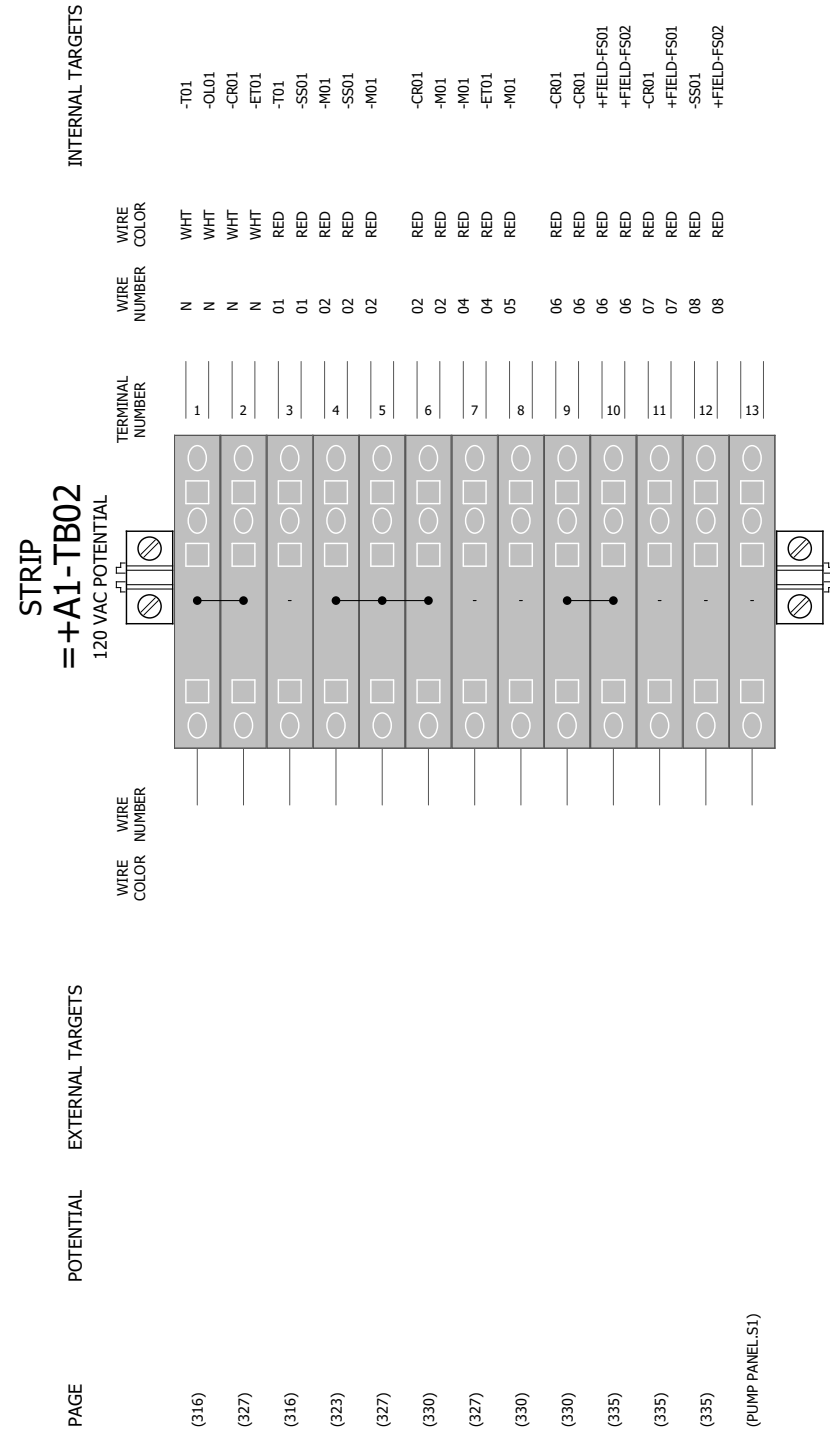 STRIP
=+A1-TB02
120 VAC POTENTIAL
PAGE POTENTIAL EXTERNAL TARGETS WIRE COLOR WIRE NUMBER TERMINAL NUMBER WIRE NUMBER WIRE COLOR INTERNAL TARGETS
(316) 1 N WHT -T01
N WHT -OL01
(327) 2 N WHT -CR01
N WHT -ET01
(316) 3 - 01 RED -T01
01 RED -SS01
(323) 4 02 RED -M01
02 RED -SS01
(327) 5 02 RED -M01
(330) 6 02 RED -CR01
02 RED -M01
(327) - 7 04 RED -M01
04 RED -ET01
(330) - 8 05 RED -M01
(330) 9 06 RED -CR01
06 RED -CR01
(335) 10 06 RED +FIELD-FS01
06 RED +FIELD-FS02
(335) - 11 07 RED -CR01
07 RED +FIELD-FS01
(335) - 12 08 RED -SS01
08 RED +FIELD-FS02
(PUMP PANEL.S1) - 13